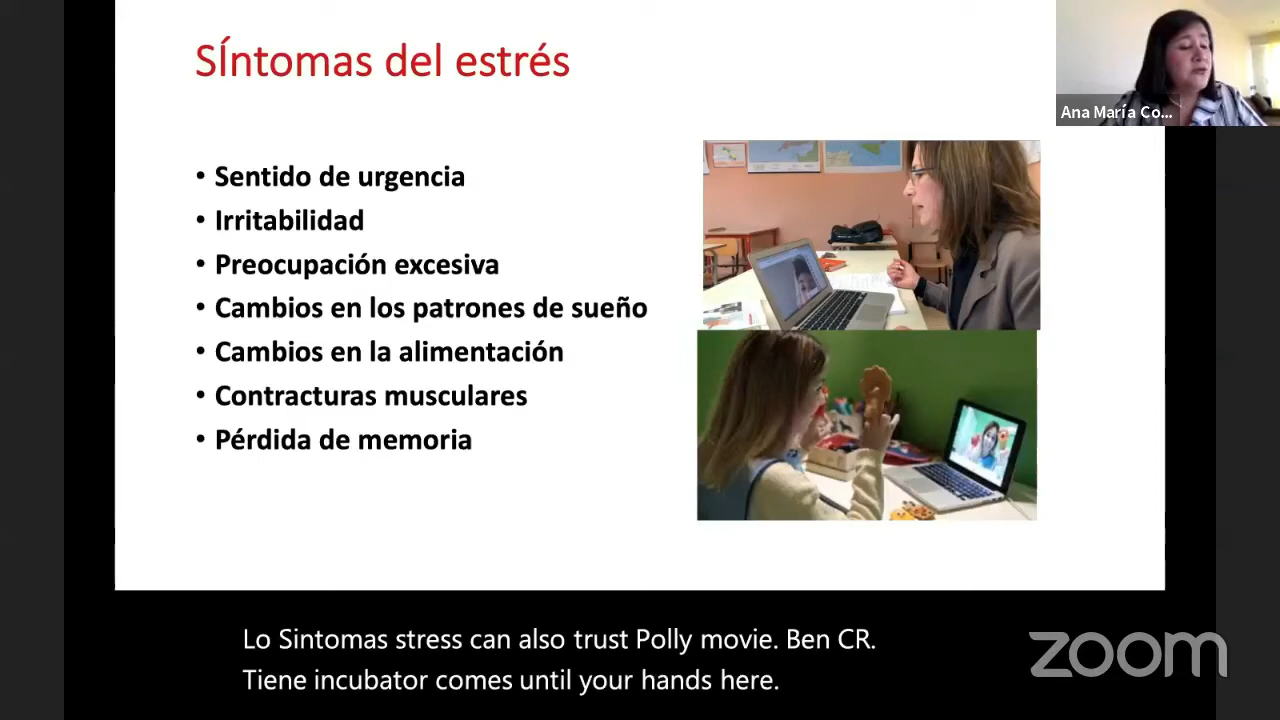 SÍntomas del estrés
Ana María Co...
• Sentido de urgencia
• Irritabilidad
• Preocupación excesiva
• Cambios en los patrones de sueño
• Cambios en la alimentación
• Contracturas musculares
• Pérdida de memoria
Lo Sintomas stress can also trust Polly movie. Ben CR.
Tiene incubator comes until your hands here.
zoom